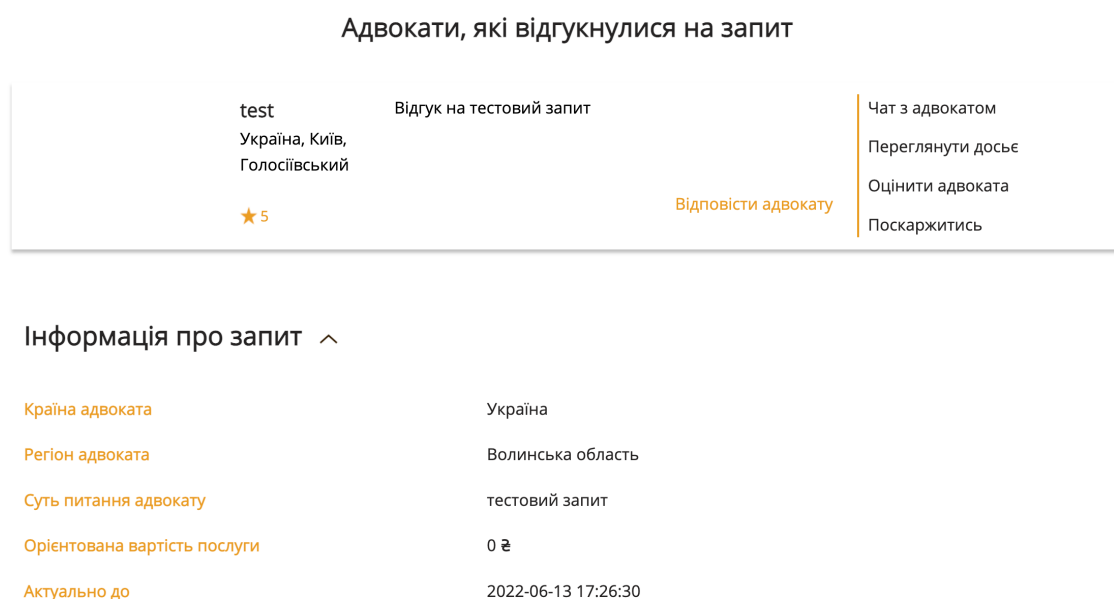 Адвокати, які відгукнулися на запит
test
Україна, Київ,
Голосіївський
★ 5
Відгук на тестовий запит
Відповісти адвокату
Чат з адвокатом
Переглянути досьє
Оцінити адвоката
Поскаржитись
Інформація про запит
Країна адвоката Україна
Регіон адвоката Волинська область
Суть питання адвокату тестовий запит
Орієнтована вартість послуги 0 ₴
Актуально до 2022-06-13 17:26:30